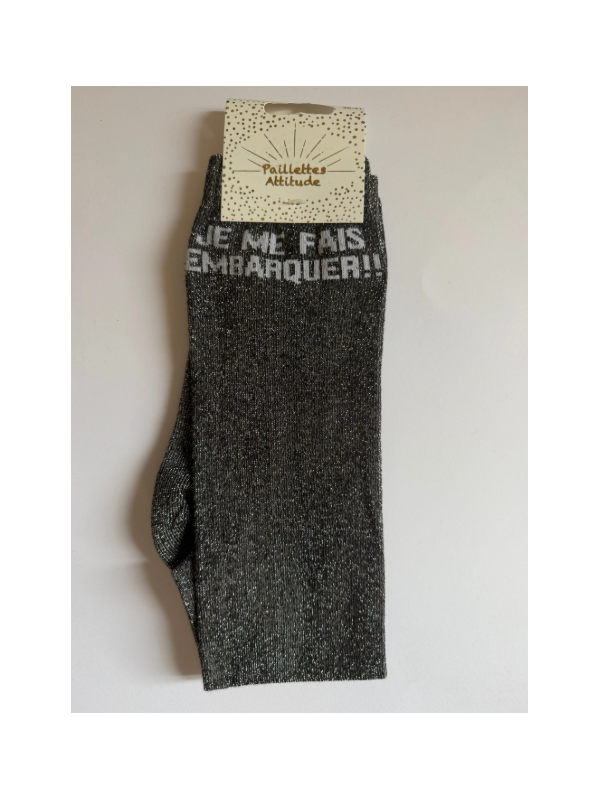 Paillettes
Attitude
JE ME FAIS
EMBARQUER!!